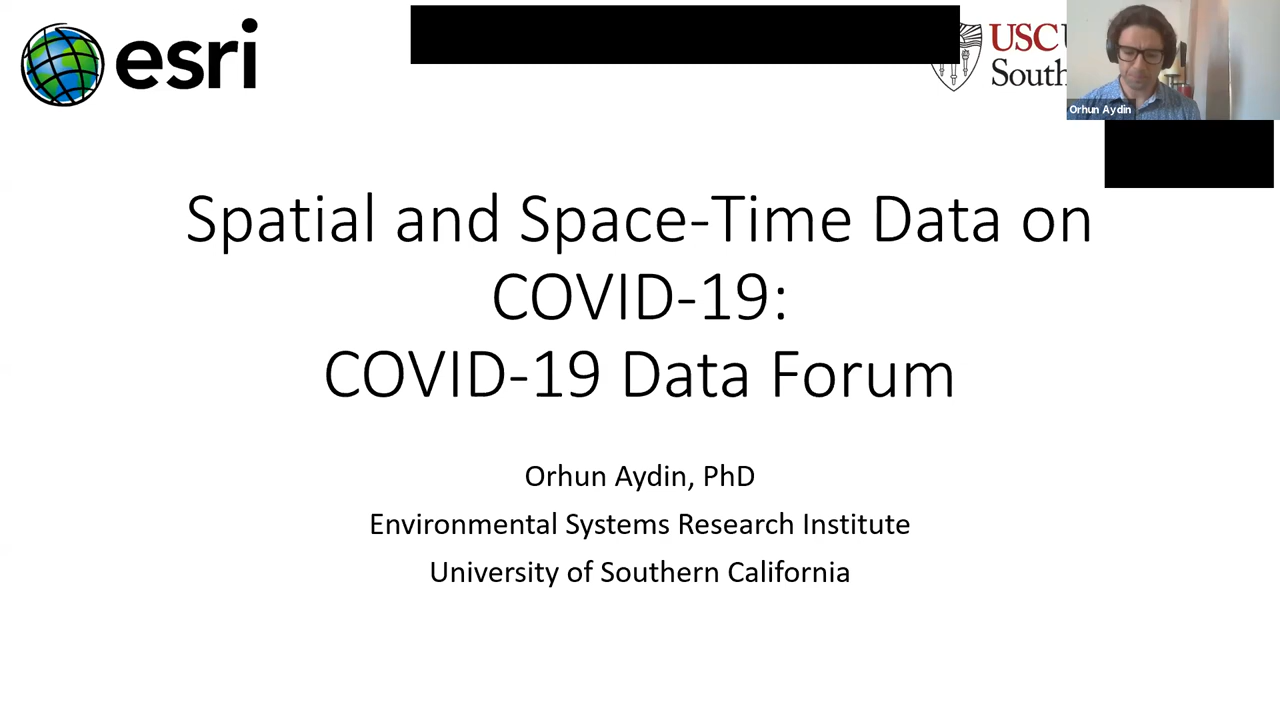 esri
USC
South
Orhun Aydin
Spatial and Space-Time Data on
COVID-19:
COVID-19 Data Forum
Orhun Aydin, PhD
Environmental Systems Research Institute
University of Southern California